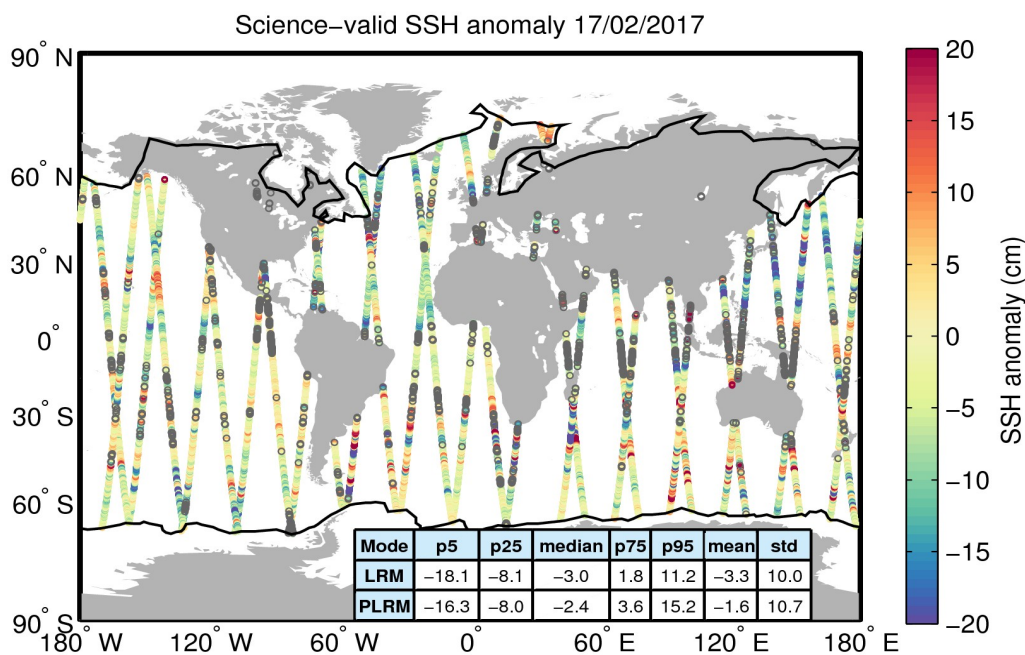 Science−valid SSH anomaly 17/02/2017
90° N
60° N
30° N
0°
30° S
60° S
90° S
180° W
120° W
60° W
0°
60° E
120° E
180° E
Mode p5 p25 median p75 p95 mean std
LRM −18.1 −8.1 −3.0 1.8 11.2 −3.3 10.0
PLRM −16.3 −8.0 −2.4 3.6 15.2 −1.6 10.7
20
15
10
5
0
−5
−10
−15
−20
SSH anomaly (cm)